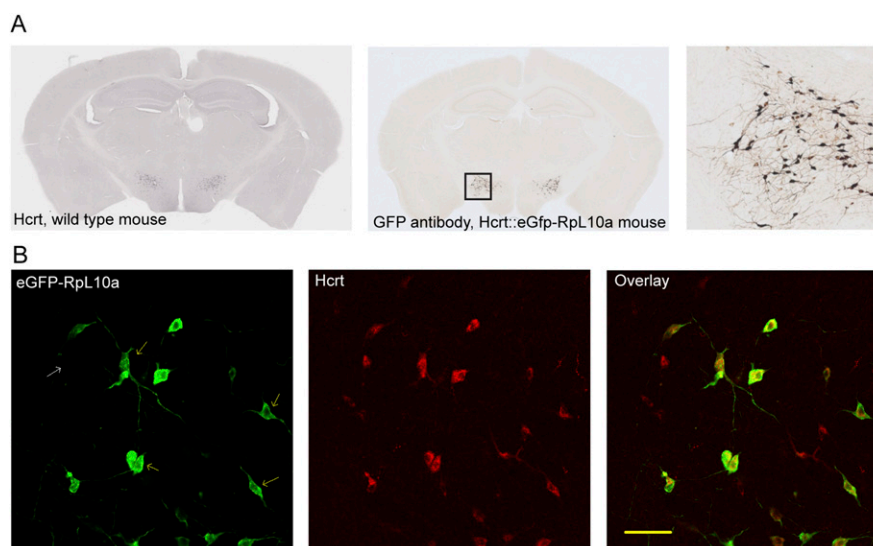 A
Hcrt, wild type mouse
GFP antibody, Hcrt::eGfp-RpL10a mouse
B
eGFP-RpL10a
Hcrt
Overlay